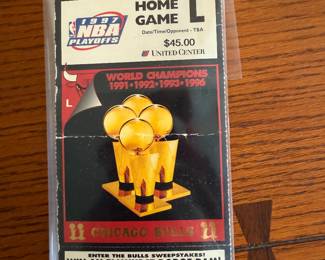 1997
NBA
PLAYOFFS
HOME
GAME
L
Date/Time/Opponent - TBA
$45.00
UNITED CENTER
L
WORLD CHAMPIONS
1991•1992•1993•1996
CHICAGO BULLS
ENTER THE BULLS SWEEPSTAKES!